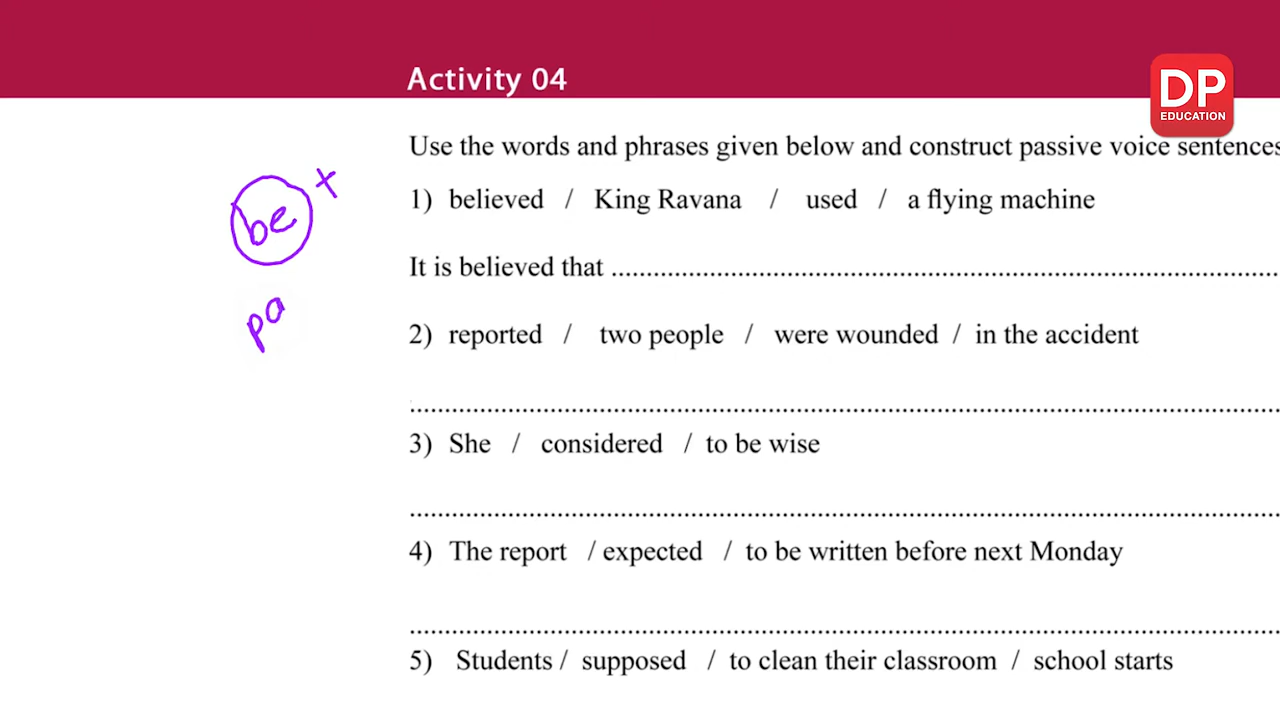 Activity 04
DP
EDUCATION
Use the words and phrases given below and construct passive voice sentences
be +
pa
1) believed / King Ravana / used / a flying machine
It is believed that ........................................................................
2) reported / two people / were wounded / in the accident
........................................................................
3) She / considered / to be wise
........................................................................
4) The report / expected / to be written before next Monday
........................................................................
5) Students / supposed / to clean their classroom / school starts